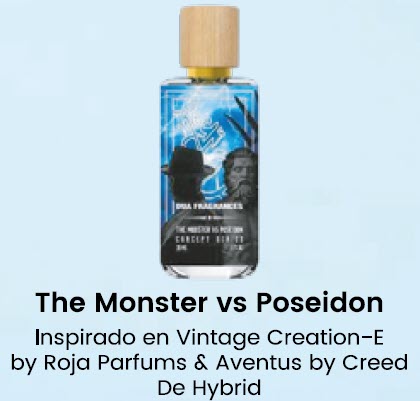 DUA FRAGRANCES
THE MONSTER VS POSEIDON
CONCEPT SERIES
The Monster vs Poseidon
Inspirado en Vintage Creation-E
by Roja Parfums & Aventus by Creed
De Hybrid